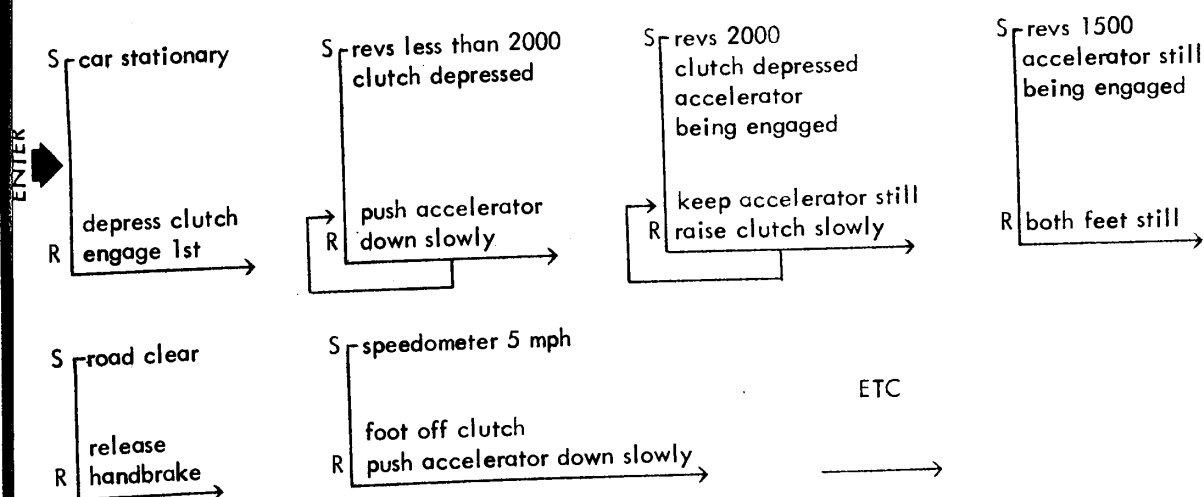 ENTER
S car stationary
depress clutch
R engage 1st
S revs less than 2000
clutch depressed
push accelerator
R down slowly
S revs 2000
clutch depressed
accelerator
being engaged
keep accelerator still
R raise clutch slowly
S revs 1500
accelerator still
being engaged
R both feet still
S road clear
release
R handbrake
S speedometer 5 mph
foot off clutch
R push accelerator down slowly
ETC